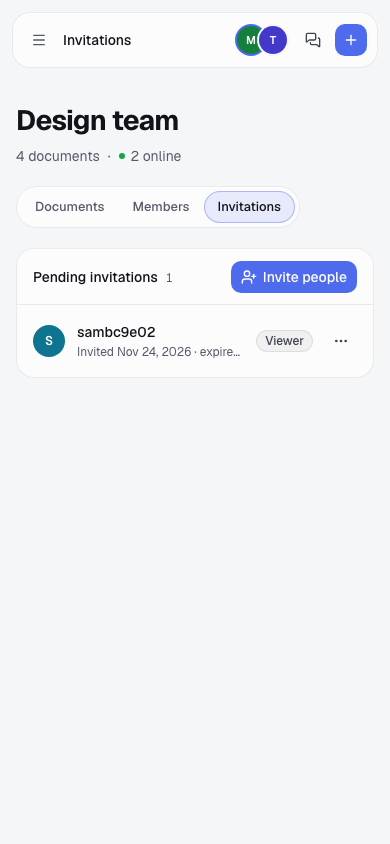 Invitations
M T
Design team
4 documents · 2 online
Documents Members Invitations
Pending invitations 1 Invite people
S sambc9e02 Viewer
Invited Nov 24, 2026 · expire…